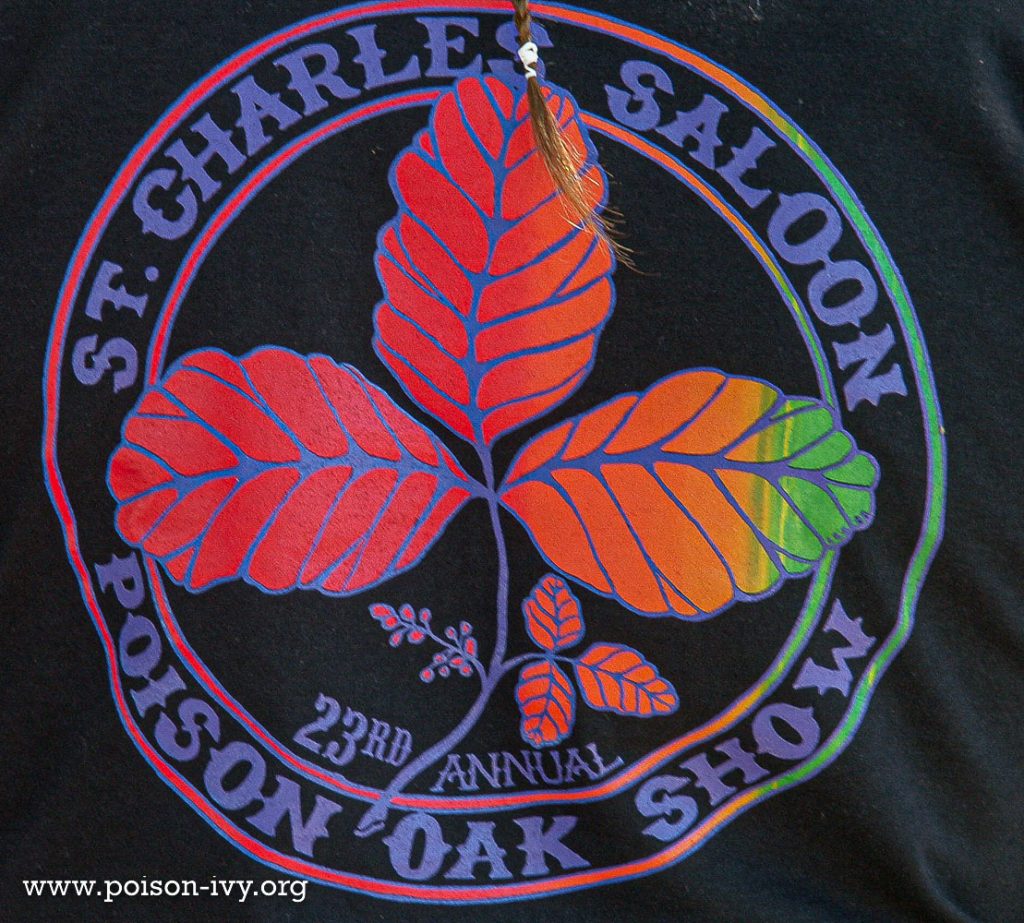 ST. CHARLES SALOON
23RD ANNUAL
POISON OAK SHOW
www.poison-ivy.org